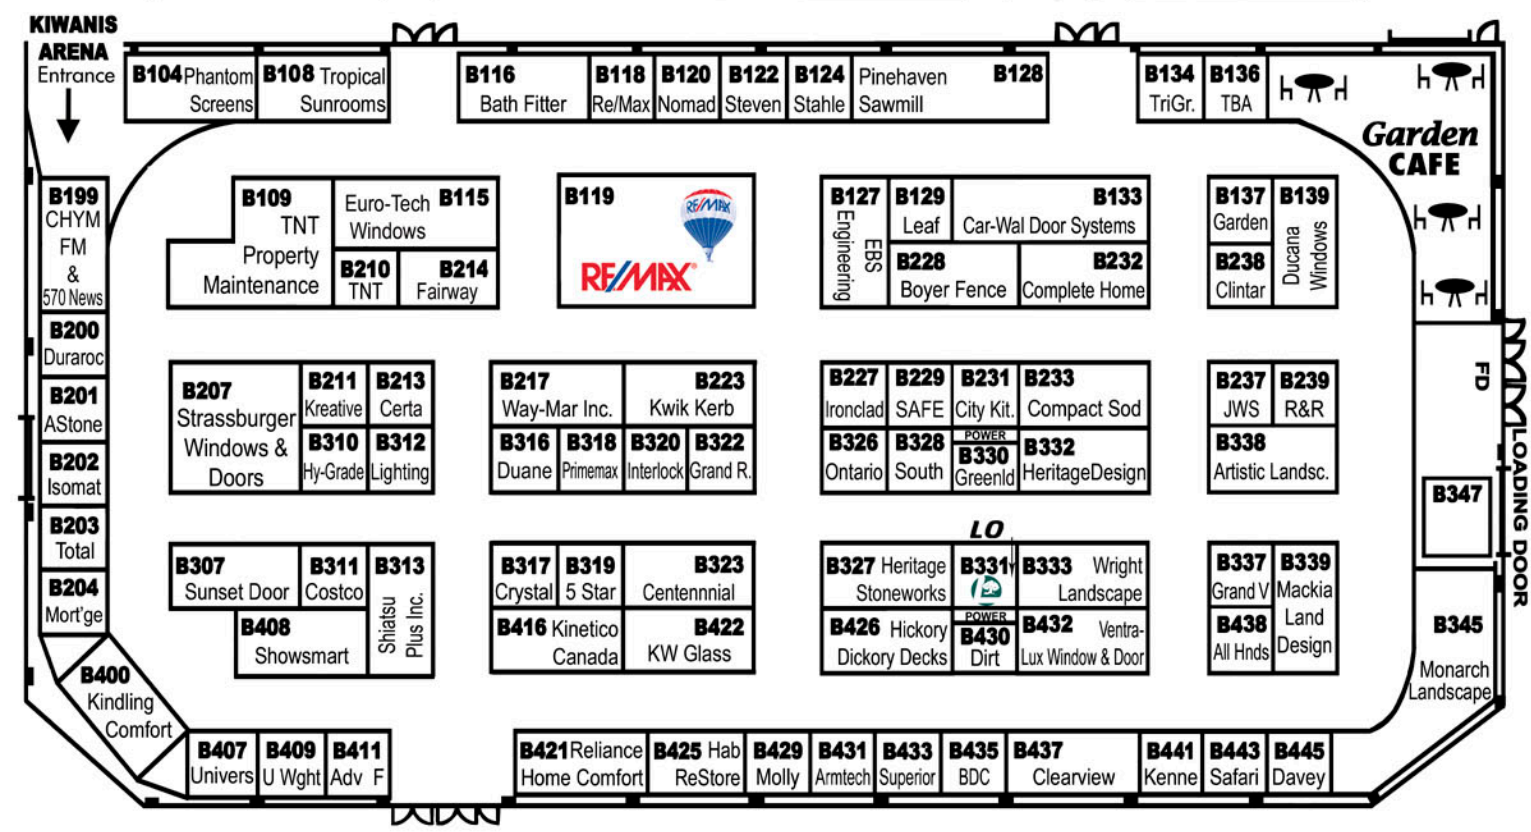 KIWANIS
ARENA
Entrance
B104 Phantom
Screens
B108 Tropical
Sunrooms
B116
Bath Fitter
B118
Re/Max
B120
Nomad
B122
Steven
B124
Stahle
Pinehaven B128
Sawmill
B134
TriGr.
B136
TBA
Garden
CAFE
B199
CHYM
FM
&
570 News
B200
Duraroc
B201
AStone
B202
Isomat
B203
Total
B204
Mort'ge
B400
Kindling
Comfort
B109
TNT
Property
Maintenance
Euro-Tech B115
Windows
B210
TNT
B214
Fairway
B119
RE/MAX
RE/MAX
B127
EBS
Engineering
B129
Leaf
B133
Car-Wal Door Systems
B228
Boyer Fence
B232
Complete Home
B137
Garden
B139
Ducana
Windows
B238
Clintar
B207
Strassburger
Windows &
Doors
B211
Kreative
B213
Certa
B310
Hy-Grade
B312
Lighting
B217
Way-Mar Inc.
B223
Kwik Kerb
B316
Duane
B318
Primemax
B320
Interlock
B322
Grand R.
B227
Ironclad
B229
SAFE
B231
City Kit.
B233
Compact Sod
B326
Ontario
B328
South
POWER
B330
Greenld
B332
HeritageDesign
B237
JWS
B239
R&R
B338
Artistic Landsc.
FD
LOADING DOOR
B347
B345
Monarch
Landscape
B307
Sunset Door
B311
Costco
B313
Shiatsu
Plus Inc.
B408
Showsmart
B317
Crystal
B319
5 Star
B323
Centennnial
B416 Kinetico
Canada
B422
KW Glass
LO
B327 Heritage
Stoneworks
B331
B333 Wright
Landscape
B426 Hickory
Dickory Decks
POWER
B430
Dirt
B432 Ventra-
Lux Window & Door
B337
Grand V
B339
Mackia
Land
Design
B438
All Hnds
B407
Univers
B409
U Wght
B411
Adv F
B421 Reliance
Home Comfort
B425 Hab
ReStore
B429
Molly
B431
Armtech
B433
Superior
B435
BDC
B437
Clearview
B441
Kenne
B443
Safari
B445
Davey